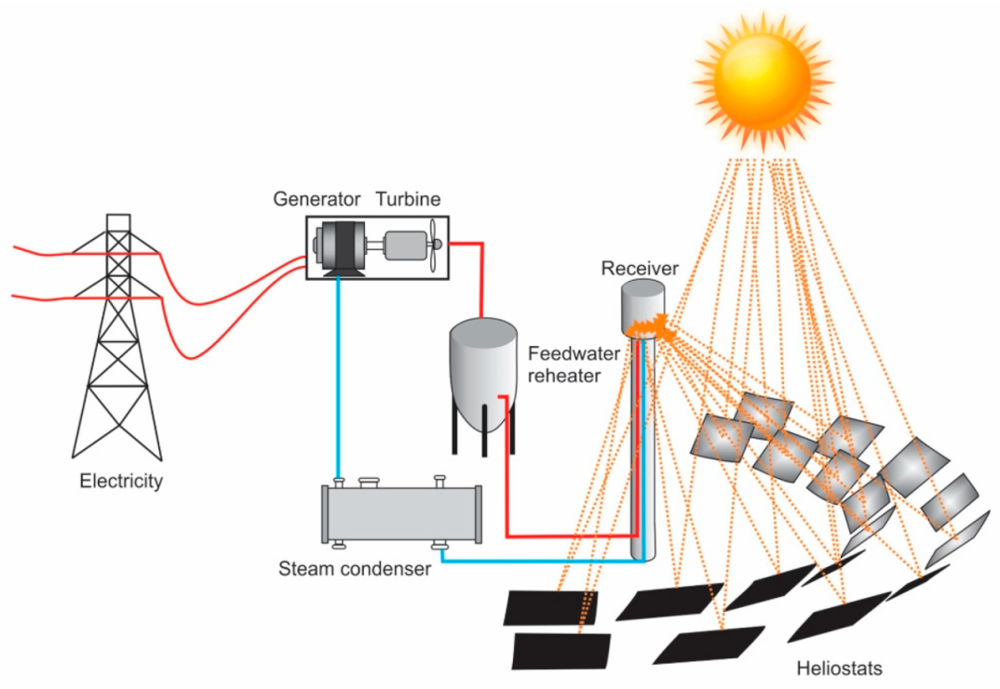 Generator Turbine
Receiver
Feedwater
reheater
Electricity
Steam condenser
Heliostats